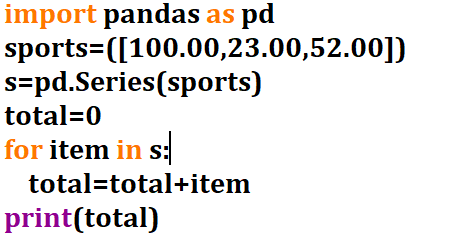 import pandas as pd
sports=([100.00,23.00,52.00])
s=pd.Series(sports)
total=0
for item in s:
    total=total+item
print(total)